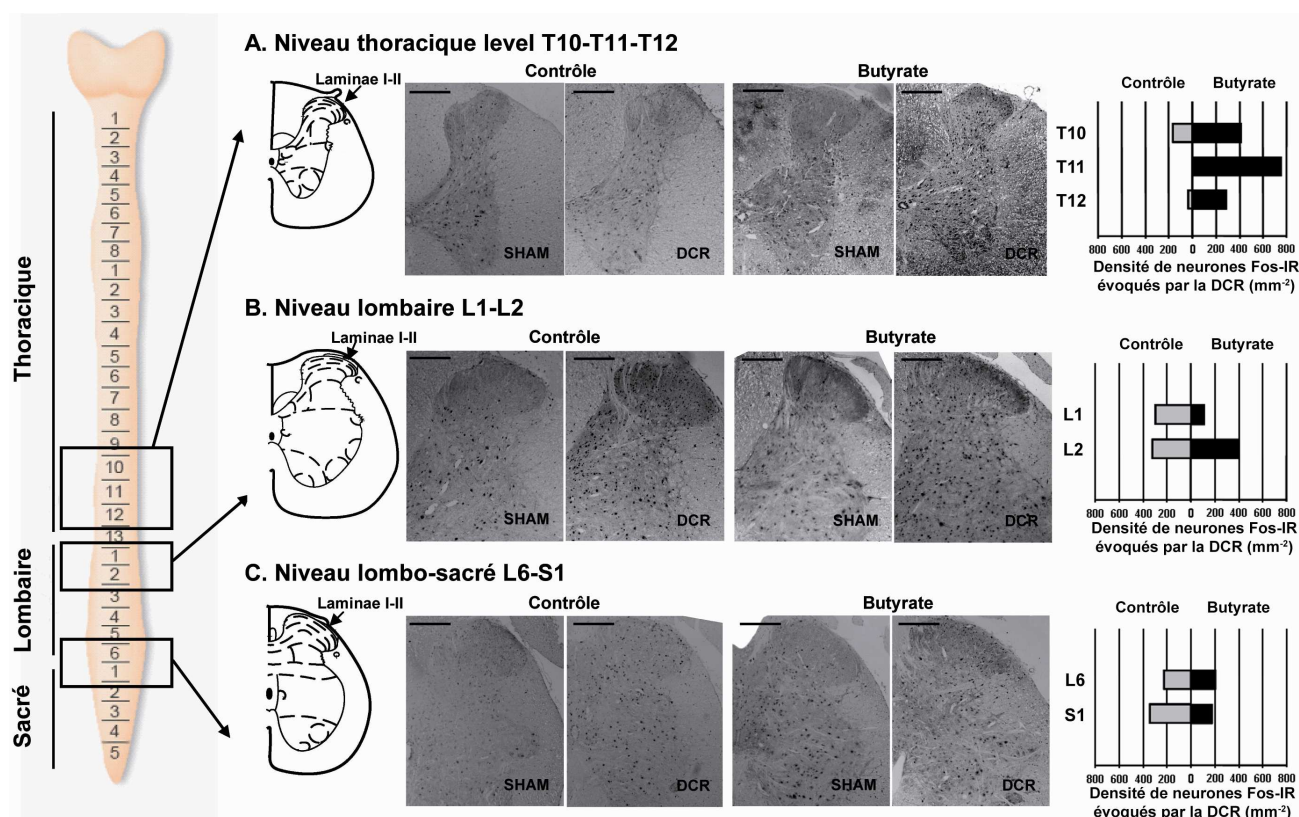 A. Niveau thoracique level T10-T11-T12
Laminae I-II
Contrôle
Butyrate
SHAM
DCR
SHAM
DCR
Contrôle
Butyrate
T10
T11
T12
800 600 400 200 0 200 400 600 800
Densité de neurones Fos-IR
évoqués par la DCR (mm-2)
B. Niveau lombaire L1-L2
Laminae I-II
Contrôle
Butyrate
SHAM
DCR
SHAM
DCR
Contrôle
Butyrate
L1
L2
800 600 400 200 0 200 400 600 800
Densité de neurones Fos-IR
évoqués par la DCR (mm-2)
C. Niveau lombo-sacré L6-S1
Laminae I-II
Contrôle
Butyrate
SHAM
DCR
SHAM
DCR
Contrôle
Butyrate
L6
S1
800 600 400 200 0 200 400 600 800
Densité de neurones Fos-IR
évoqués par la DCR (mm-2)
Thoracique
Lombaire
Sacré
1
2
3
4
5
6
7
8
1
2
3
4
5
6
7
8
9
10
11
12
13
1
2
3
4
5
6
1
2
3
4
5